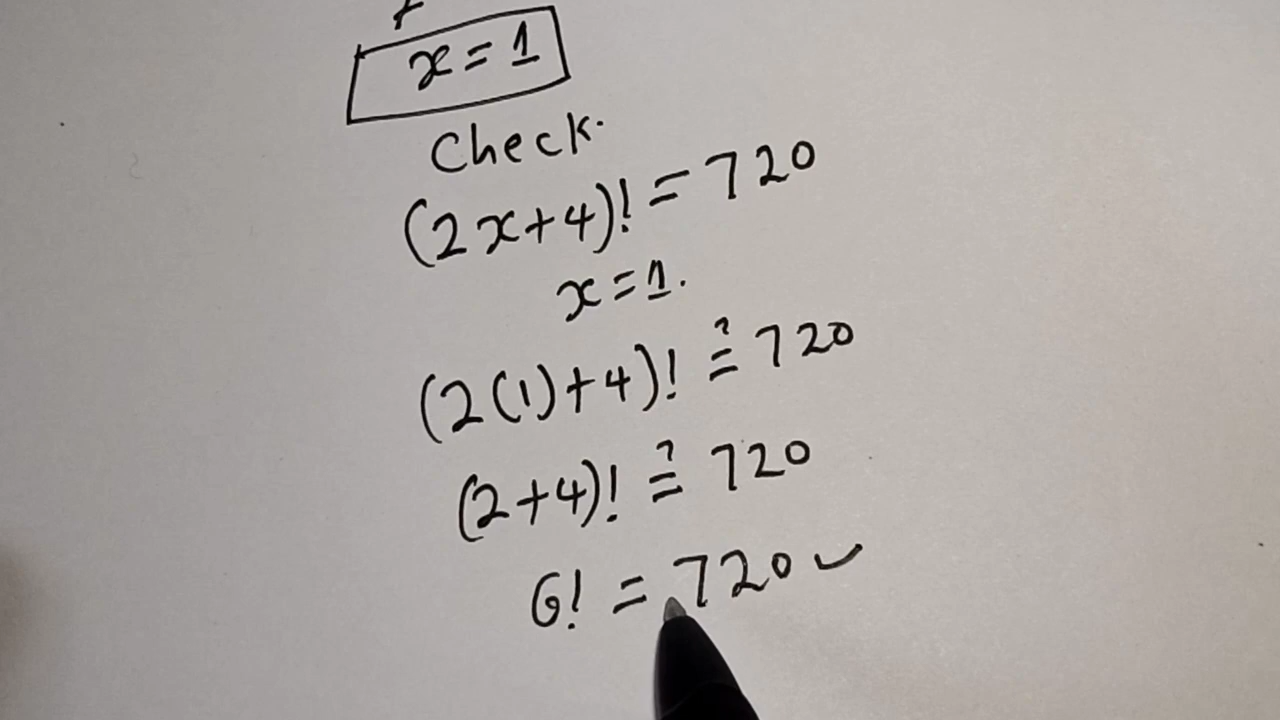 x = 1
Check.
(2x+4)! = 720
x = 1.
(2(1)+4)! ≟ 720
(2+4)! ≟ 720
6! = 720 ✓